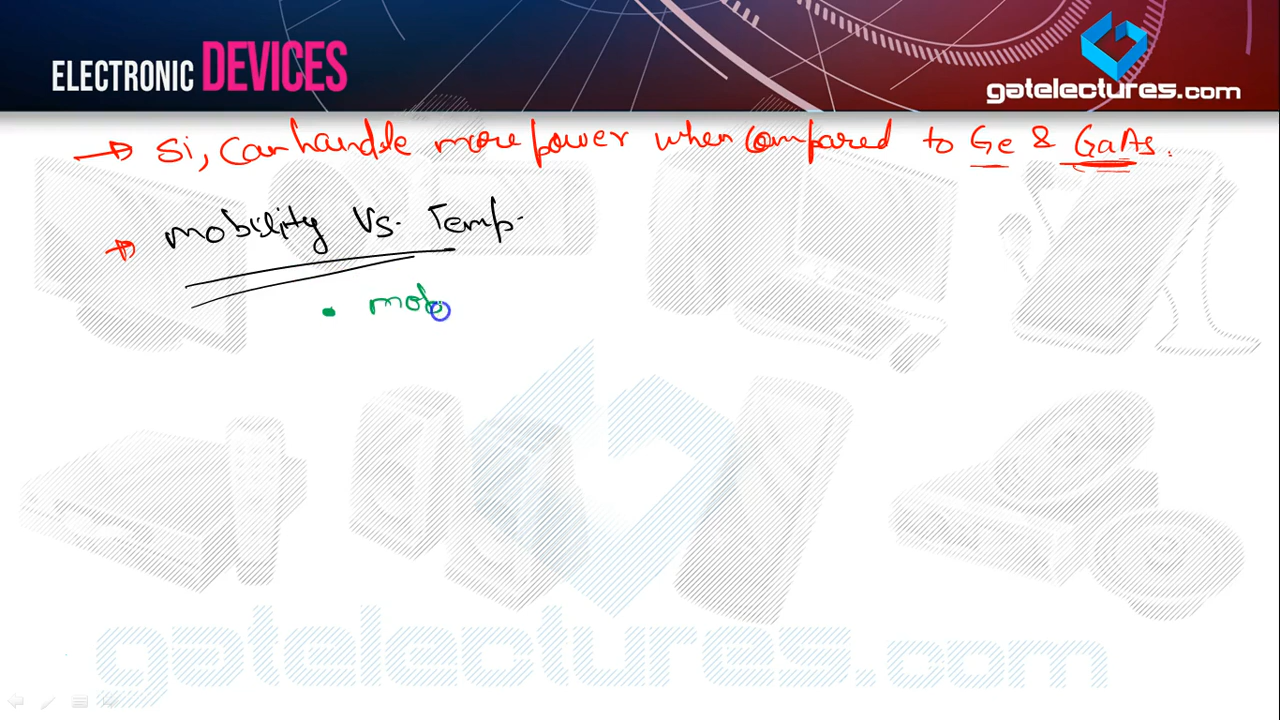 ELECTRONIC DEVICES
gatelectures.com
→ Si, can handle more power when compared to Ge & GaAs.
→ mobility Vs. Temp.
• mob
gatelectures.com